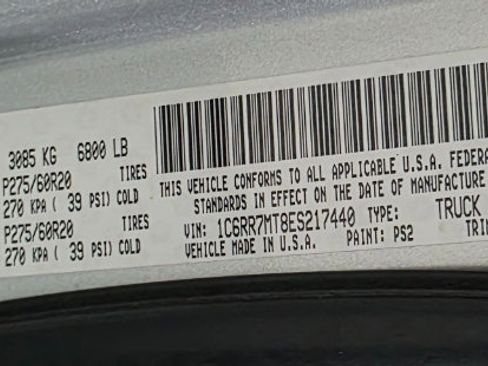 3085 KG 6800 LB
P275/60R20 TIRES
270 KPA ( 39 PSI) COLD
P275/60R20 TIRES
270 KPA ( 39 PSI) COLD
THIS VEHICLE CONFORMS TO ALL APPLICABLE U.S.A. FEDERA
STANDARDS IN EFFECT ON THE DATE OF MANUFACTURE
VIN: 1C6RR7MT8ES217440 TYPE: TRUCK
VEHICLE MADE IN U.S.A. PAINT: PS2 TRI